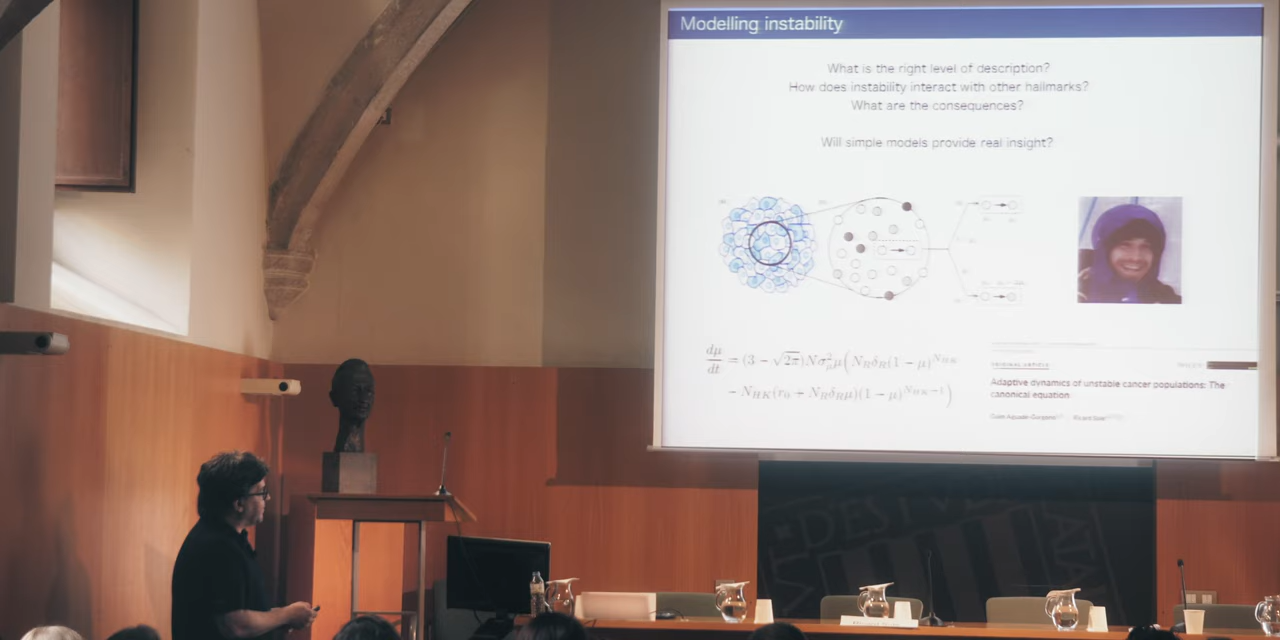 Modelling instability
What is the right level of description?
How does instability interact with other hallmarks?
What are the consequences?
Will simple models provide real insight?
dμ/dt = (3 − √2π)Nσ²μ μ(N_R δ_R (1 − μ)^N_HK
− N_HK (r₀ + N_R δ_R μ)(1 − μ)^N_HK−1)
ORIGINAL ARTICLE
Adaptive dynamics of unstable cancer populations: The
canonical equation